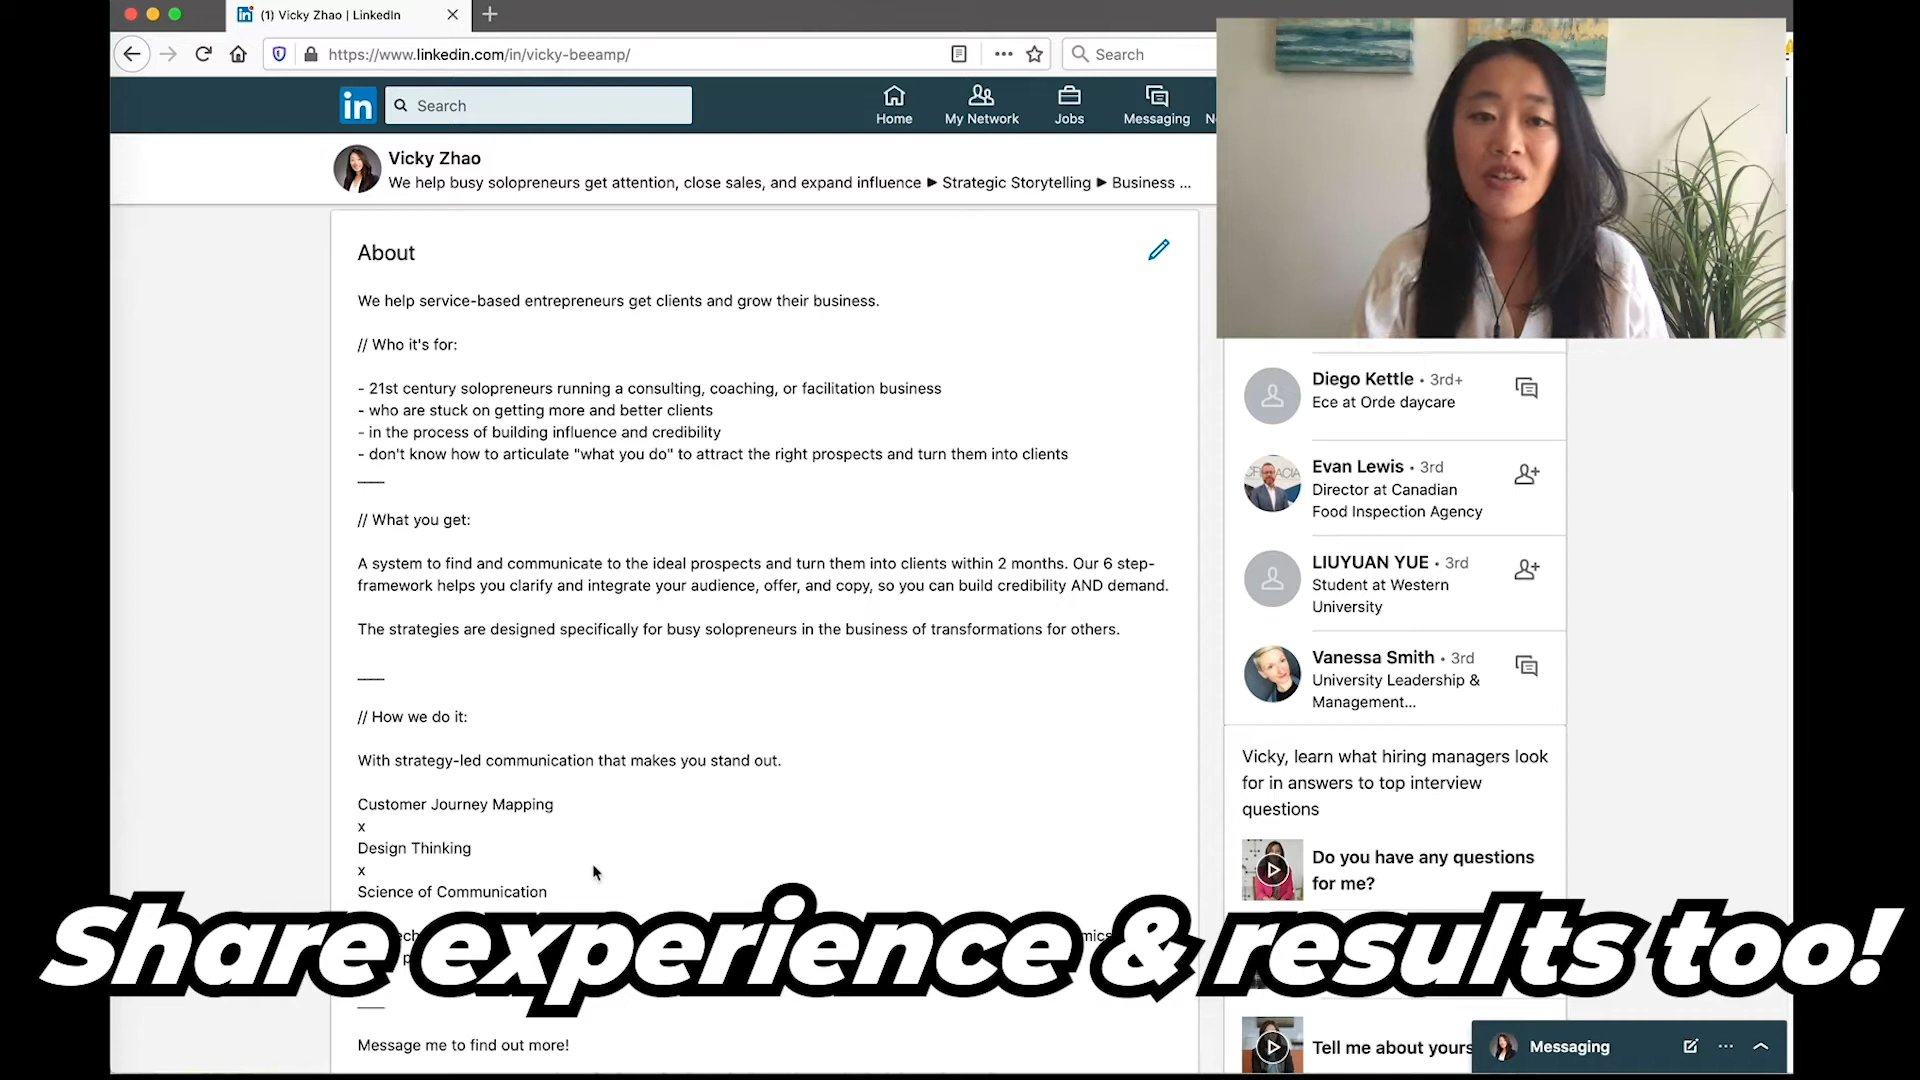 (1) Vicky Zhao | LinkedIn
https://www.linkedin.com/in/vicky-beeamp/
Search
in
Search
Home
My Network
Jobs
Messaging
N
Vicky Zhao
We help busy solopreneurs get attention, close sales, and expand influence ► Strategic Storytelling ► Business ...
About
We help service-based entrepreneurs get clients and grow their business.
// Who it's for:
- 21st century solopreneurs running a consulting, coaching, or facilitation business
- who are stuck on getting more and better clients
- in the process of building influence and credibility
- don't know how to articulate "what you do" to attract the right prospects and turn them into clients
____
// What you get:
A system to find and communicate to the ideal prospects and turn them into clients within 2 months. Our 6 step-
framework helps you clarify and integrate your audience, offer, and copy, so you can build credibility AND demand.
The strategies are designed specifically for busy solopreneurs in the business of transformations for others.
____
// How we do it:
With strategy-led communication that makes you stand out.
Customer Journey Mapping
x
Design Thinking
x
Science of Communication
____
Message me to find out more!
Diego Kettle • 3rd+
Ece at Orde daycare
Evan Lewis • 3rd
Director at Canadian
Food Inspection Agency
LIUYUAN YUE • 3rd
Student at Western
University
Vanessa Smith • 3rd
University Leadership &
Management...
Vicky, learn what hiring managers look
for in answers to top interview
questions
Do you have any questions
for me?
Tell me about yours
Messaging
Share experience & results too!